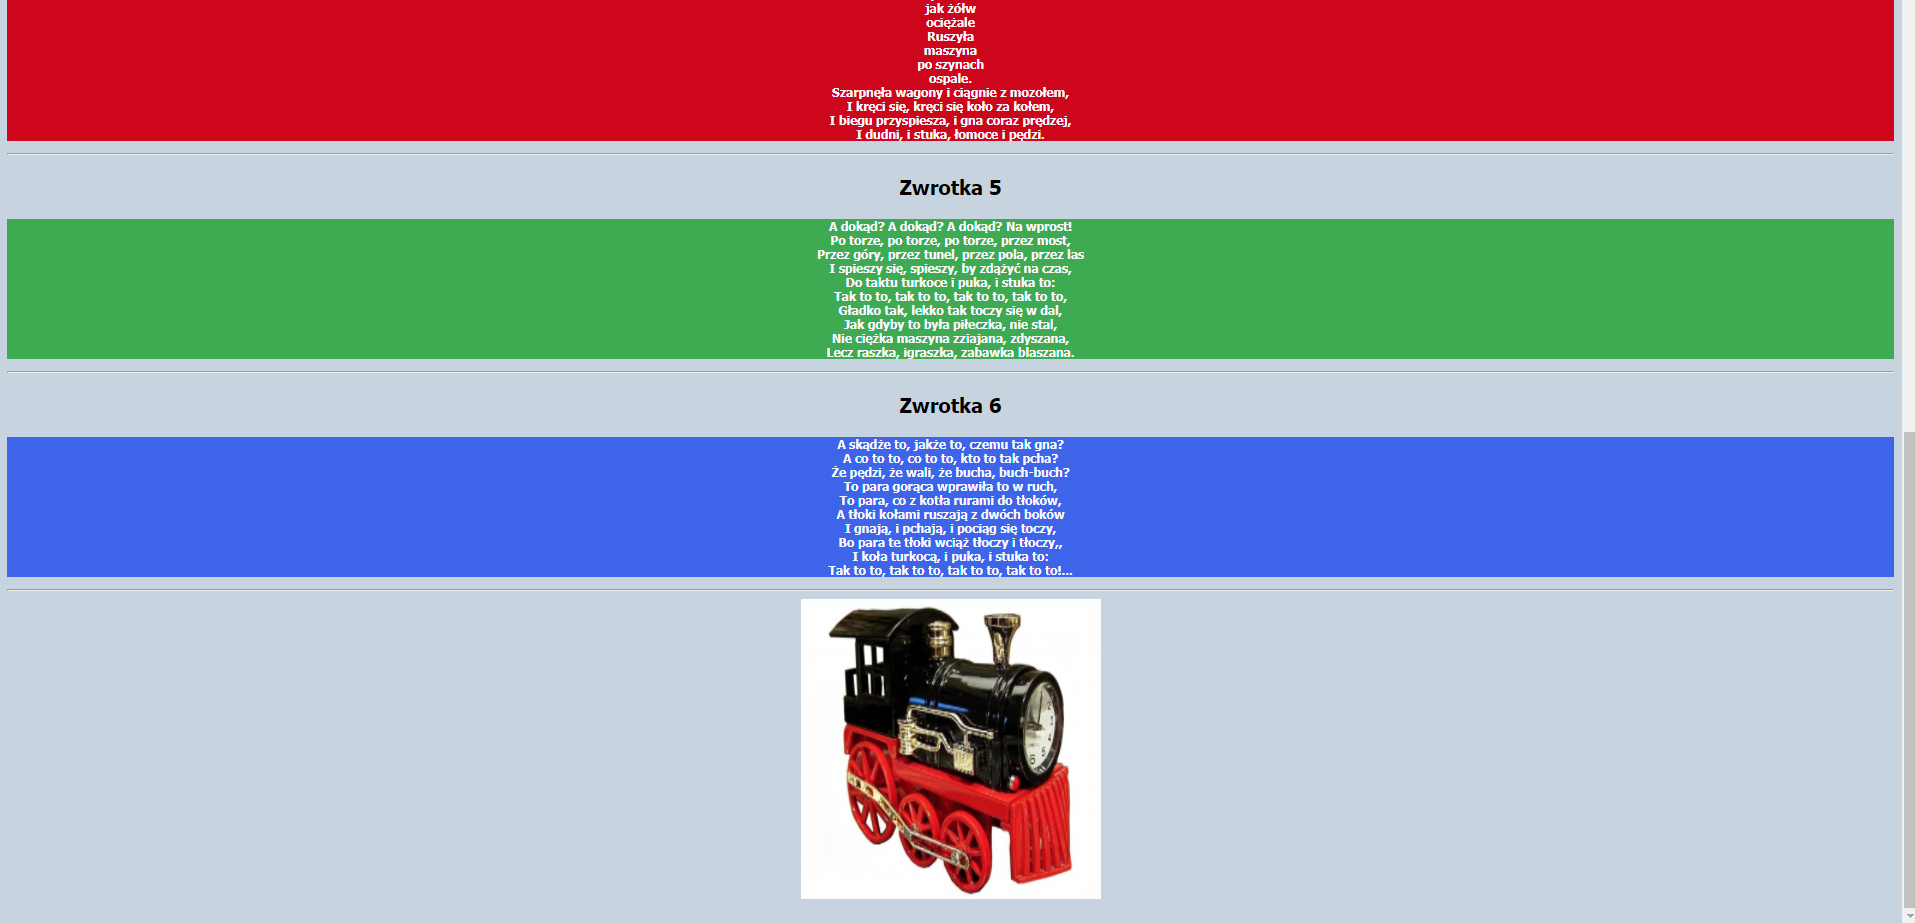 jak żółw
ociężale
Ruszyła
maszyna
po szynach
ospale.
Szarpnęła wagony i ciągnie z mozołem,
I kręci się, kręci się koło za kołem,
I biegu przyspiesza, i gna coraz prędzej,
I dudni, i stuka, łomoce i pędzi.
Zwrotka 5
A dokąd? A dokąd? A dokąd? Na wprost!
Po torze, po torze, po torze, przez most,
Przez góry, przez tunel, przez pola, przez las
I spieszy się, spieszy, by zdążyć na czas,
Do taktu turkoce i puka, i stuka to:
Tak to to, tak to to, tak to to, tak to to,
Gładko tak, lekko tak toczy się w dal,
Jak gdyby to była piłeczka, nie stal,
Nie ciężka maszyna zziajana, zdyszana,
Lecz raszka, igraszka, zabawka blaszana.
Zwrotka 6
A skądże to, jakże to, czemu tak gna?
A co to to, co to to, kto to tak pcha?
Że pędzi, że wali, że bucha, buch-buch?
To para gorąca wprawiła to w ruch,
To para, co z kotła rurami do tłoków,
A tłoki kołami ruszają z dwóch boków
I gnają, i pchają, i pociąg się toczy,
Bo para te tłoki wciąż tłoczy i tłoczy,,
I koła turkocą, i puka, i stuka to:
Tak to to, tak to to, tak to to, tak to to!...
2
3
4
5
6